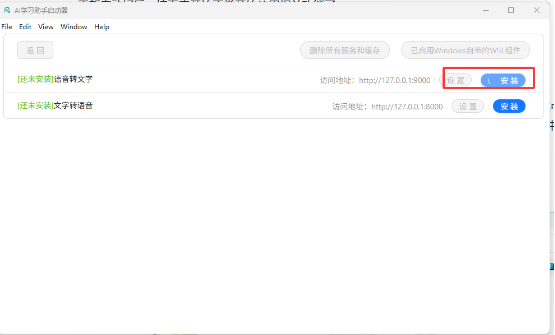 AI学习助手启动器
File Edit View Window Help
返 回 删除所有服务和缓存 已启用Windows自带的WSL组件
[还未安装]语音转文字 访问地址：http://127.0.0.1:9000 设 置 安 装
[还未安装]文字转语音 访问地址：http://127.0.0.1:8000 设 置 安 装